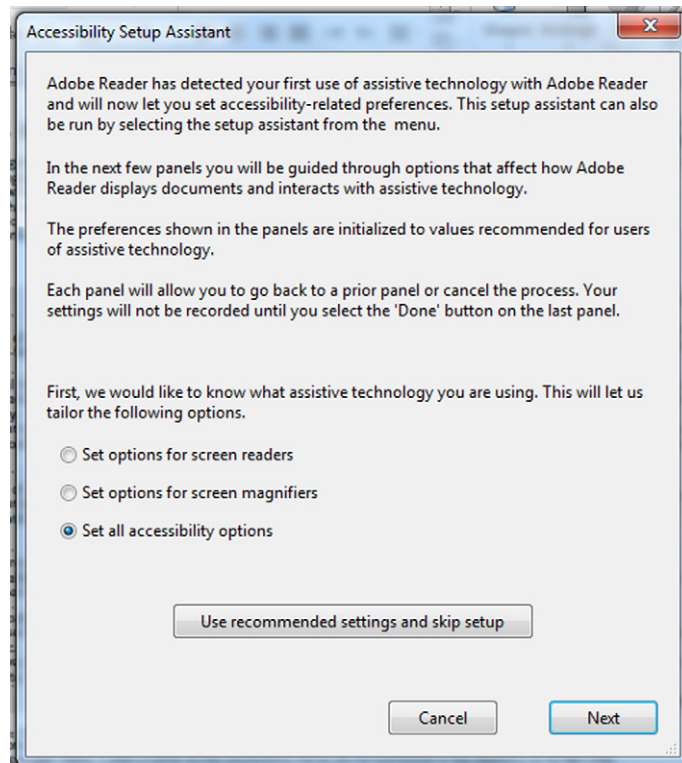 Accessibility Setup Assistant
Adobe Reader has detected your first use of assistive technology with Adobe Reader
and will now let you set accessibility-related preferences. This setup assistant can also
be run by selecting the setup assistant from the  menu.
In the next few panels you will be guided through options that affect how Adobe
Reader displays documents and interacts with assistive technology.
The preferences shown in the panels are initialized to values recommended for users
of assistive technology.
Each panel will allow you to go back to a prior panel or cancel the process. Your
settings will not be recorded until you select the 'Done' button on the last panel.
First, we would like to know what assistive technology you are using. This will let us
tailor the following options.
Set options for screen readers
Set options for screen magnifiers
Set all accessibility options
Use recommended settings and skip setup
Cancel Next